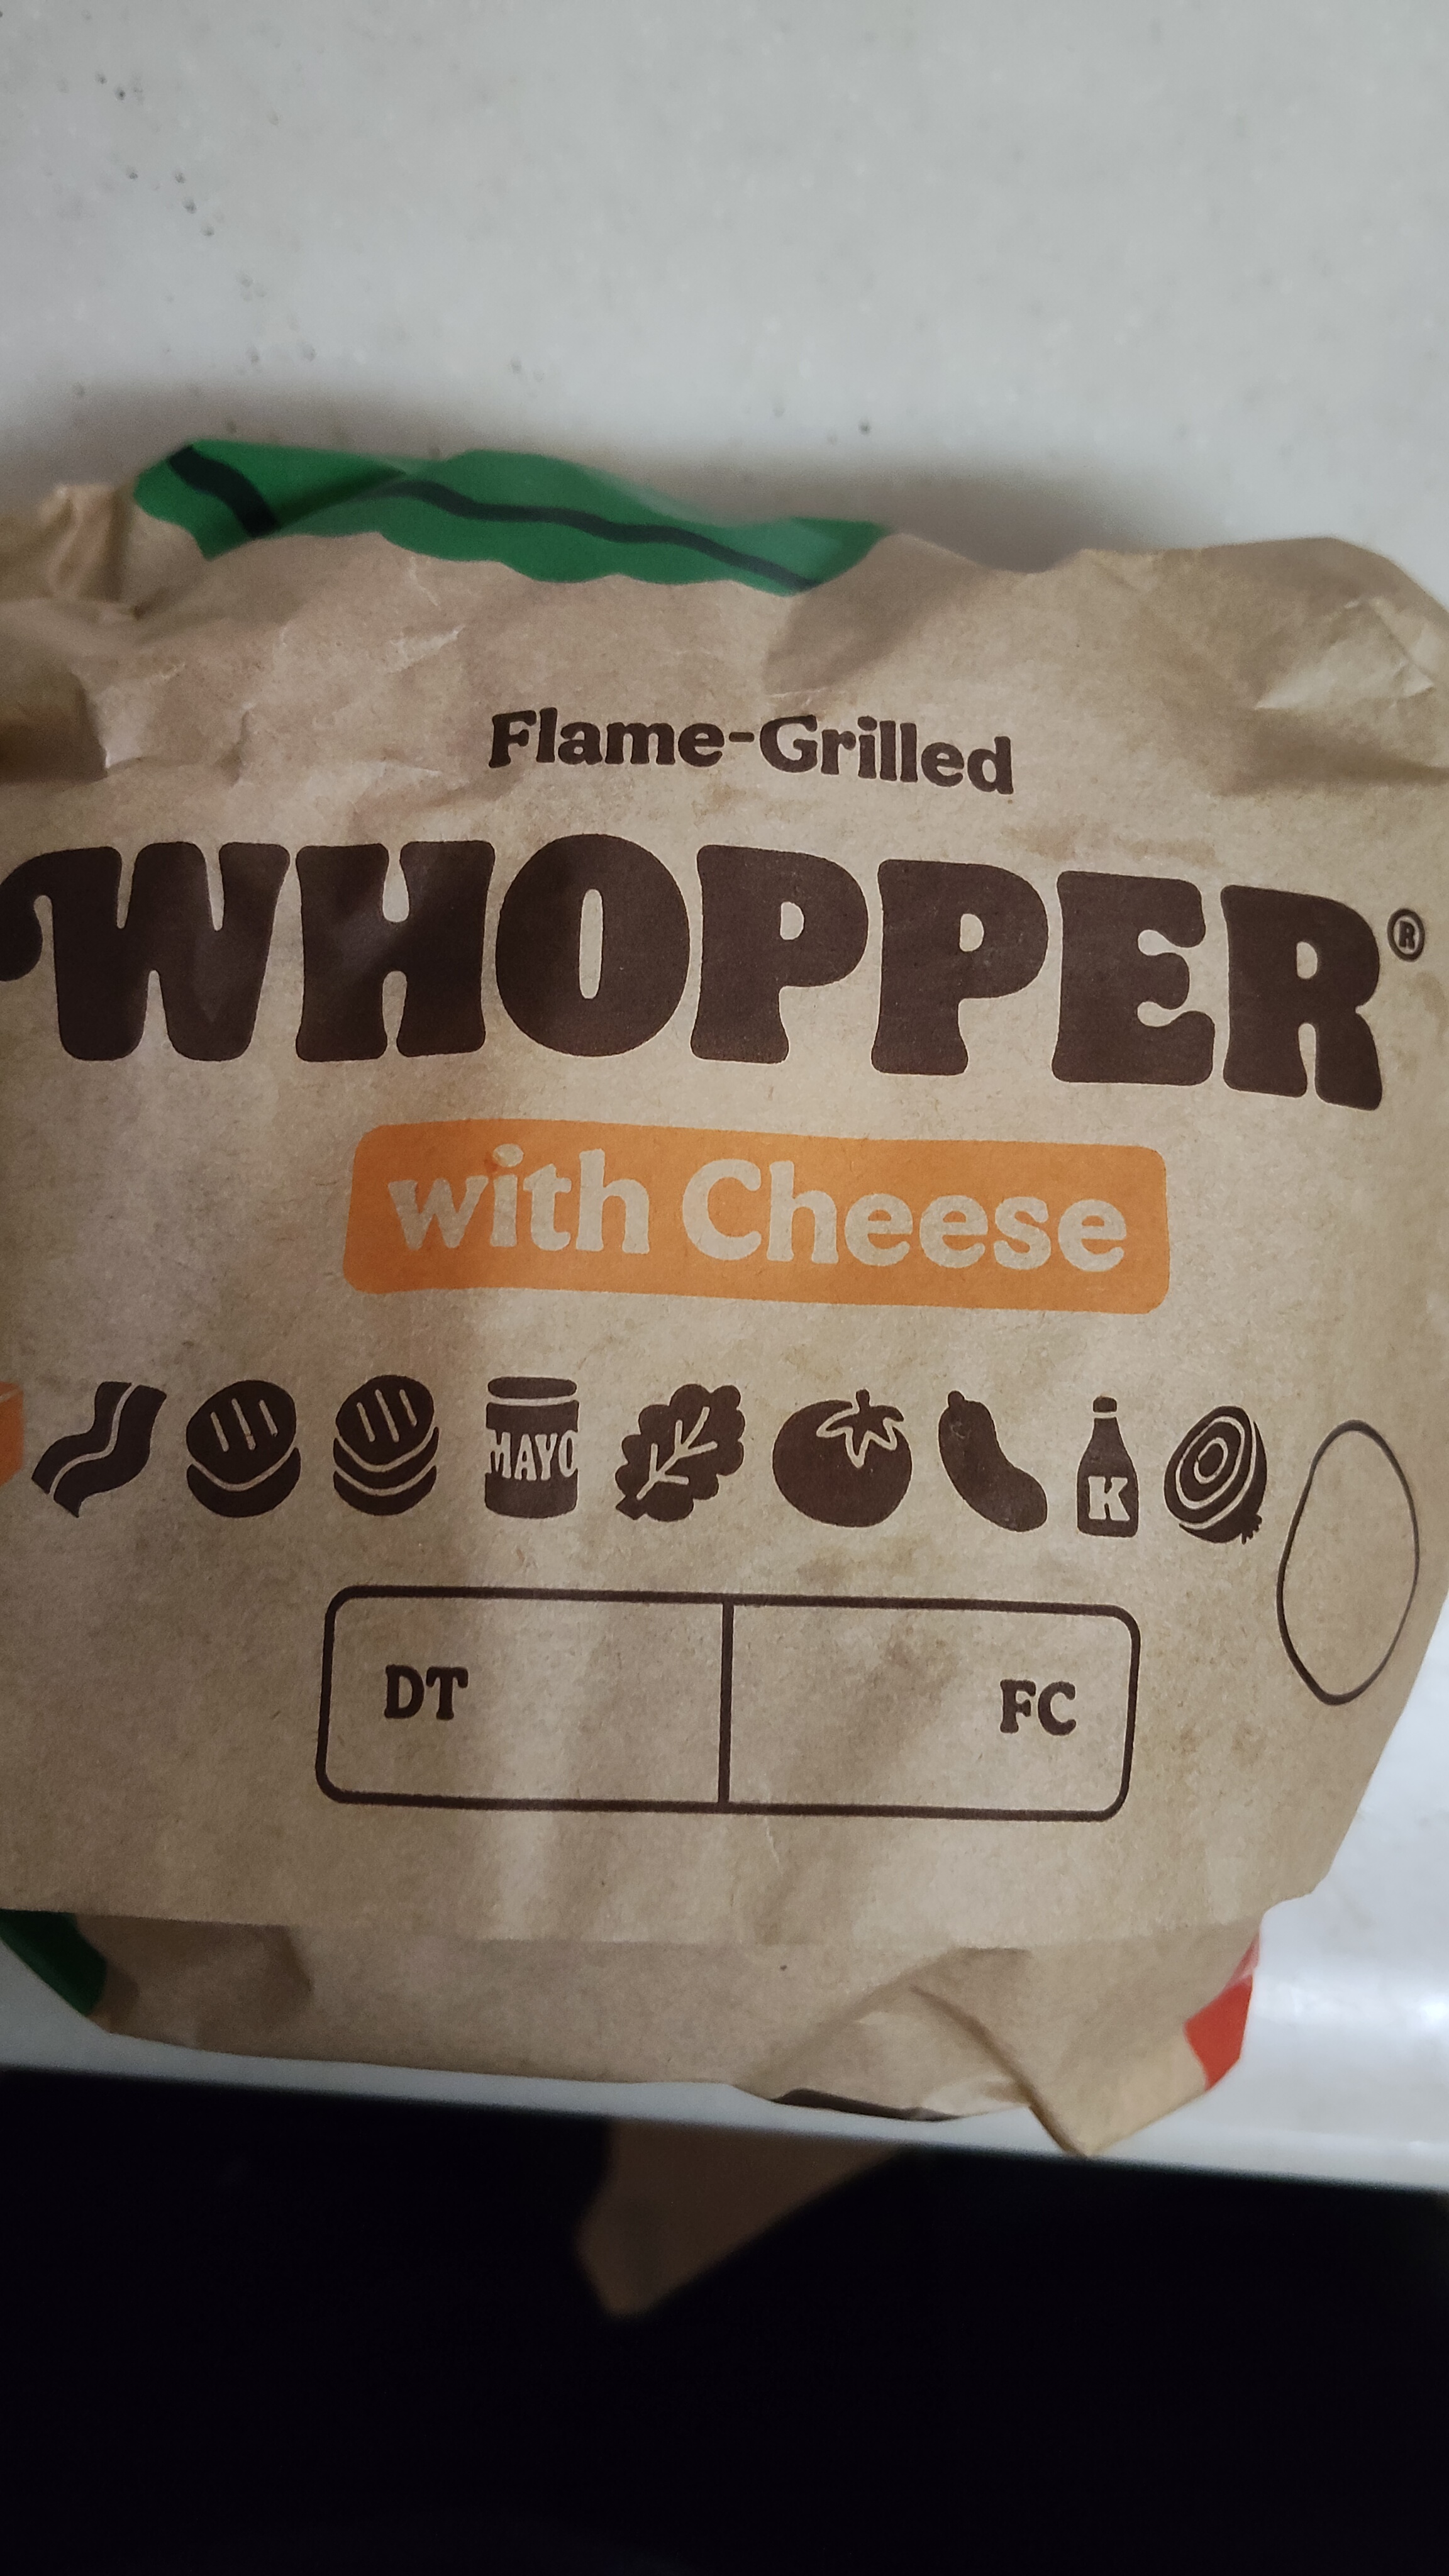 Flame-Grilled
WHOPPER®
with Cheese
MAYO
K
DT
FC